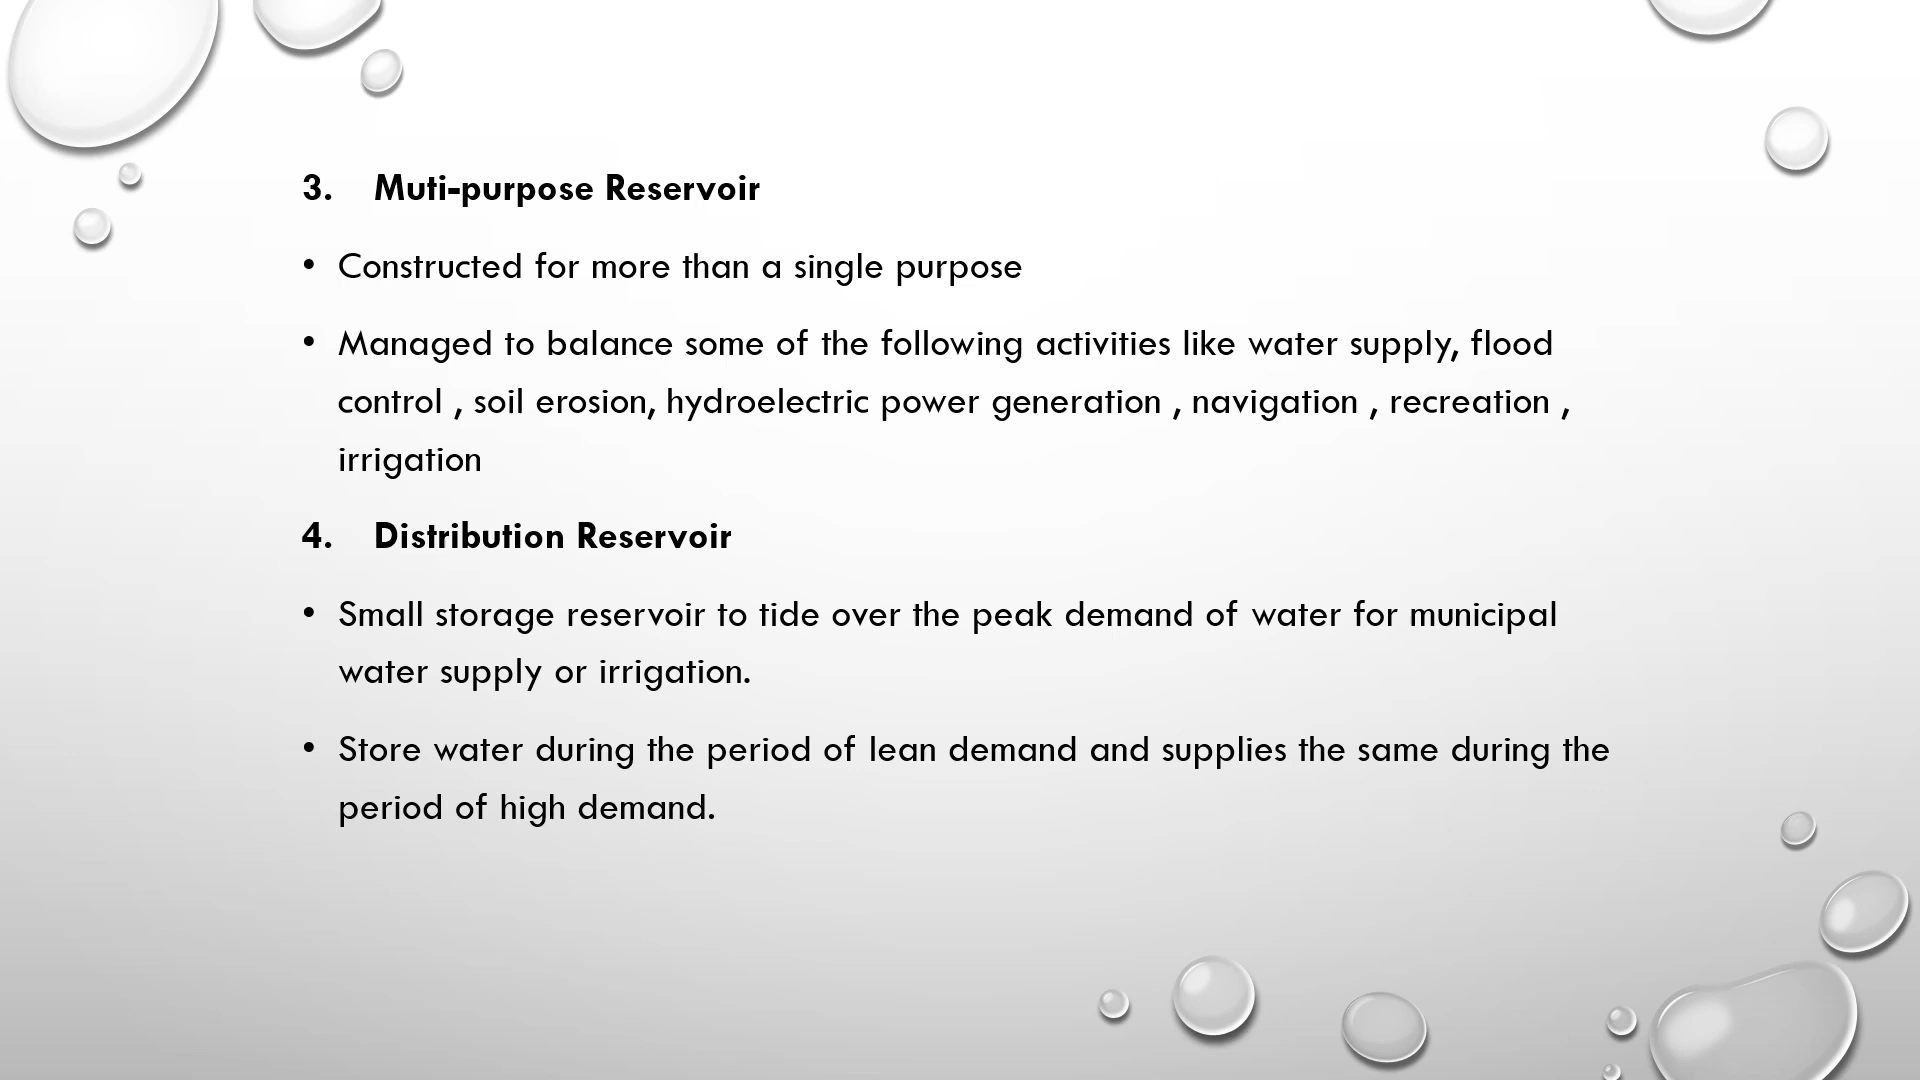 3. Muti-purpose Reservoir
• Constructed for more than a single purpose
• Managed to balance some of the following activities like water supply, flood
control , soil erosion, hydroelectric power generation , navigation , recreation ,
irrigation
4. Distribution Reservoir
• Small storage reservoir to tide over the peak demand of water for municipal
water supply or irrigation.
• Store water during the period of lean demand and supplies the same during the
period of high demand.